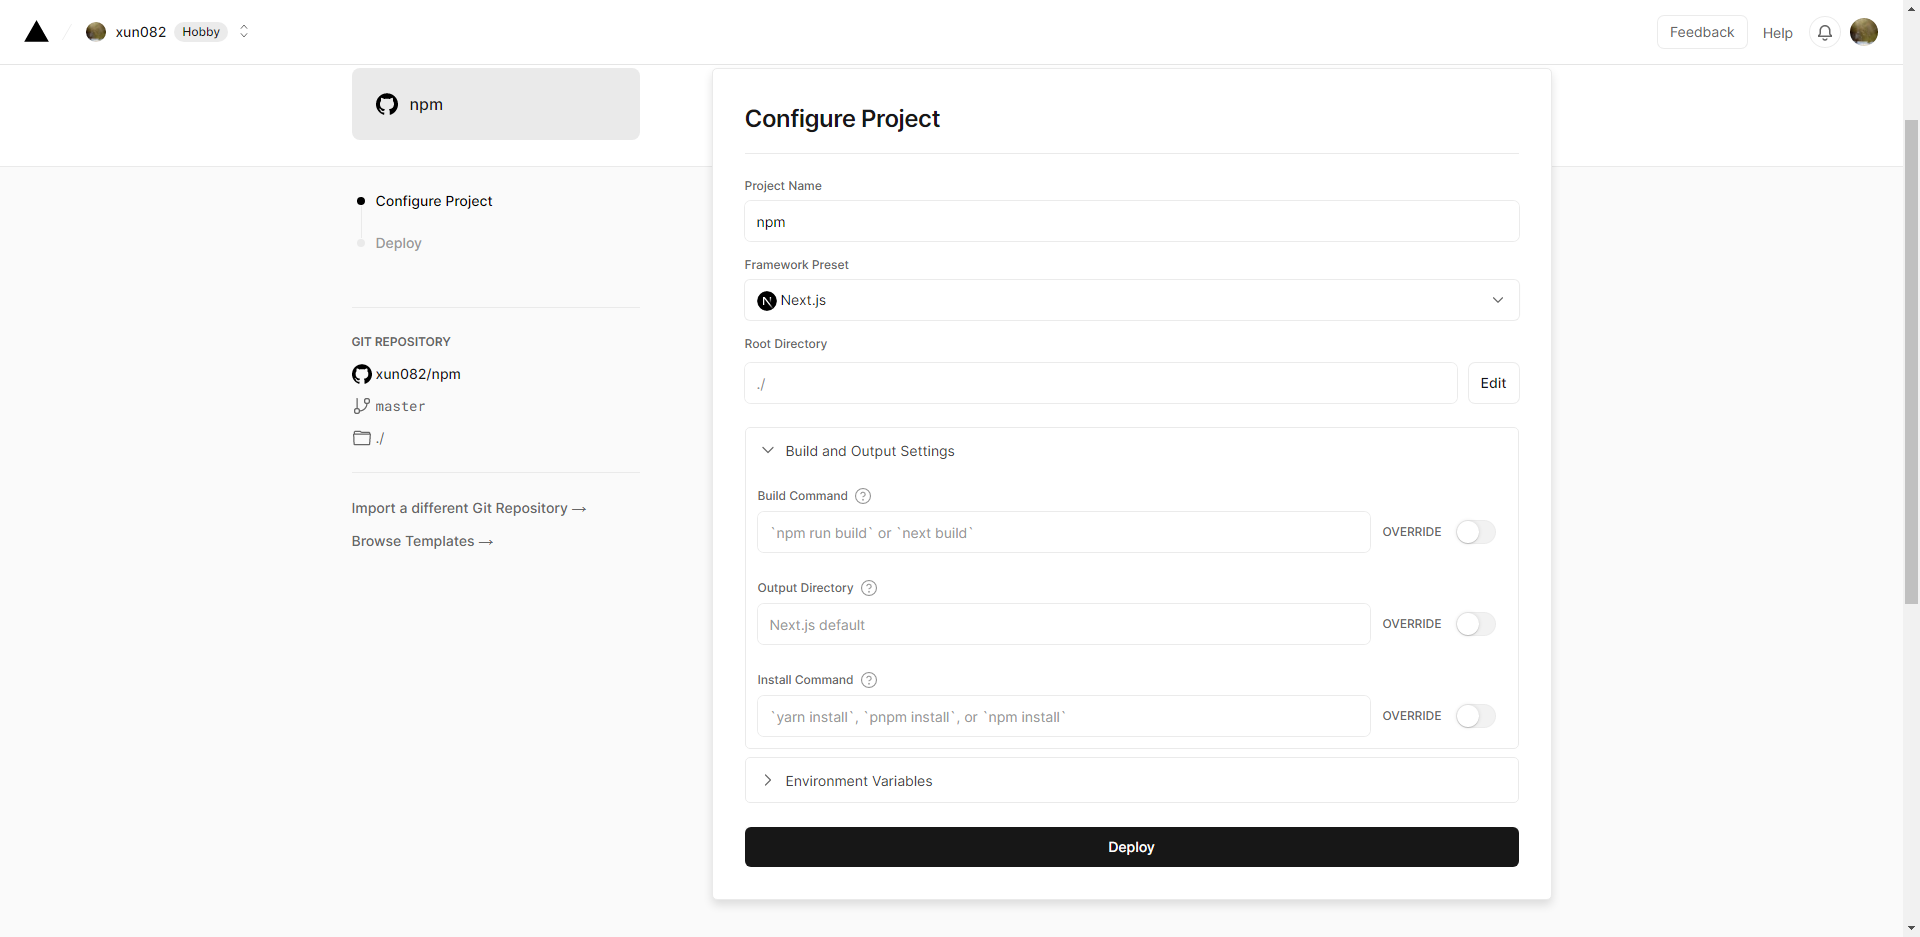 xun082 Hobby
Feedback Help
npm
Configure Project
Deploy
GIT REPOSITORY
xun082/npm
master
./
Import a different Git Repository →
Browse Templates →
Configure Project
Project Name
npm
Framework Preset
N Next.js
Root Directory
./ Edit
Build and Output Settings
Build Command ?
`npm run build` or `next build` OVERRIDE
Output Directory ?
Next.js default OVERRIDE
Install Command ?
`yarn install`, `pnpm install`, or `npm install` OVERRIDE
Environment Variables
Deploy